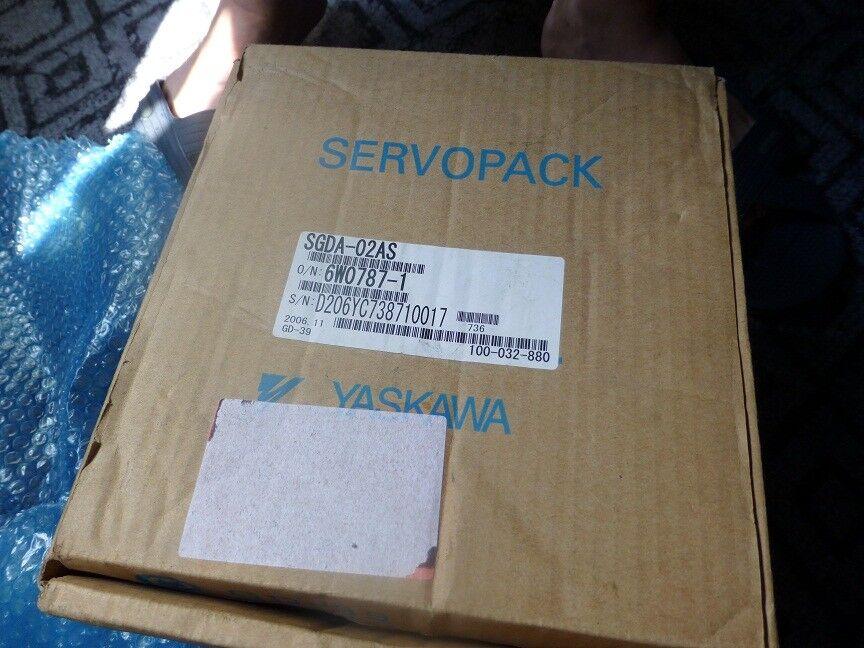 SERVOPACK
SGDA-02AS
O/N:6W0787-1
S/N:D206YC738710017
736
2006.11
GD-39
100-032-880
YASKAWA